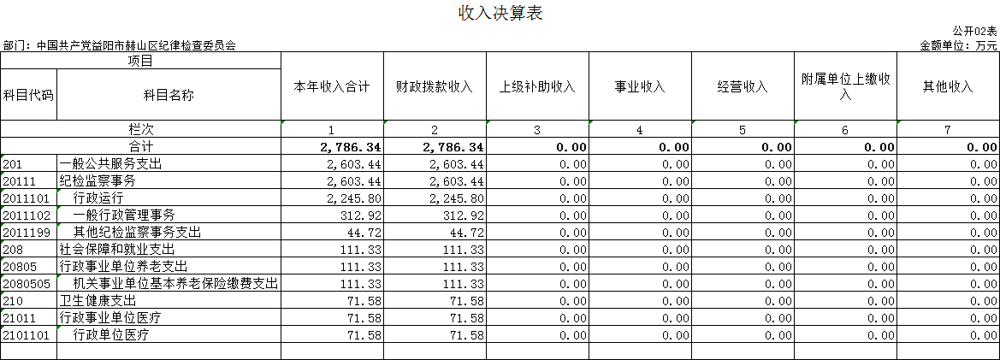 收入决算表
公开02表
部门：中国共产党益阳市赫山区纪律检查委员会 金额单位：万元
项目 本年收入合计 财政拨款收入 上级补助收入 事业收入 经营收入 附属单位上缴收入 其他收入
科目代码 科目名称
栏次 1 2 3 4 5 6 7
合计 2,786.34 2,786.34 0.00 0.00 0.00 0.00 0.00
201 一般公共服务支出 2,603.44 2,603.44 0.00 0.00 0.00 0.00 0.00
20111 纪检监察事务 2,603.44 2,603.44 0.00 0.00 0.00 0.00 0.00
2011101 行政运行 2,245.80 2,245.80 0.00 0.00 0.00 0.00 0.00
2011102 一般行政管理事务 312.92 312.92 0.00 0.00 0.00 0.00 0.00
2011199 其他纪检监察事务支出 44.72 44.72 0.00 0.00 0.00 0.00 0.00
208 社会保障和就业支出 111.33 111.33 0.00 0.00 0.00 0.00 0.00
20805 行政事业单位养老支出 111.33 111.33 0.00 0.00 0.00 0.00 0.00
2080505 机关事业单位基本养老保险缴费支出 111.33 111.33 0.00 0.00 0.00 0.00 0.00
210 卫生健康支出 71.58 71.58 0.00 0.00 0.00 0.00 0.00
21011 行政事业单位医疗 71.58 71.58 0.00 0.00 0.00 0.00 0.00
2101101 行政单位医疗 71.58 71.58 0.00 0.00 0.00 0.00 0.00